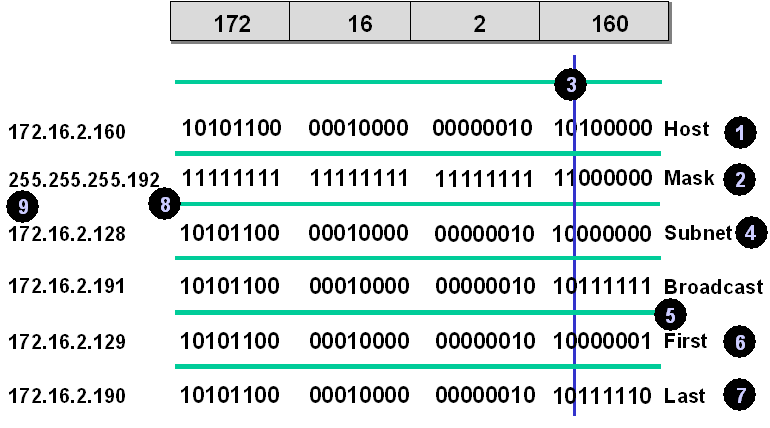 172 16 2 160
3
172.16.2.160 10101100 00010000 00000010 10100000 Host 1
255.255.255.192 11111111 11111111 11111111 11000000 Mask 2
9 8
172.16.2.128 10101100 00010000 00000010 10000000 Subnet 4
172.16.2.191 10101100 00010000 00000010 10111111 Broadcast
5
172.16.2.129 10101100 00010000 00000010 10000001 First 6
172.16.2.190 10101100 00010000 00000010 10111110 Last 7